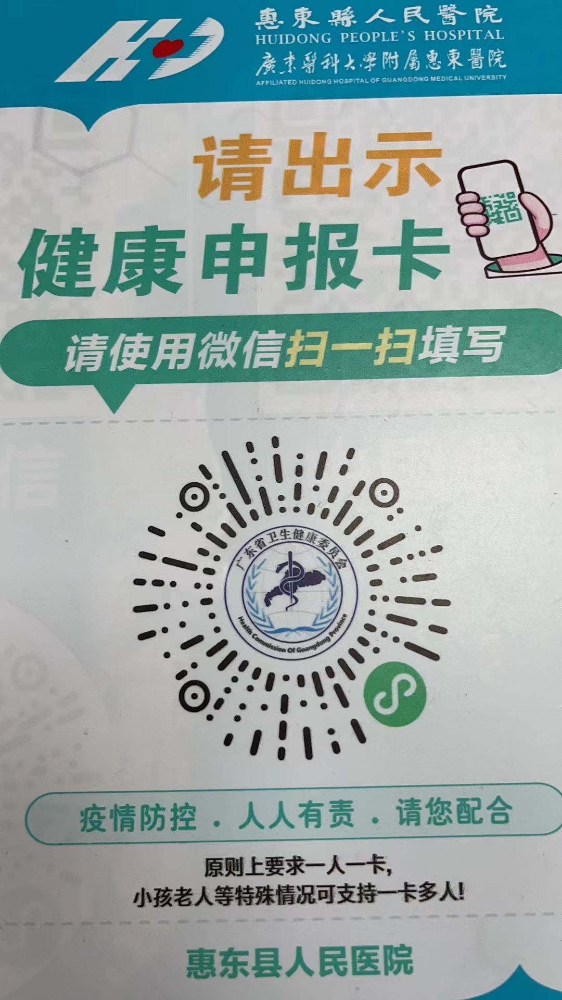 惠東縣人民醫院
HUIDONG PEOPLE'S HOSPITAL
廣東醫科大學附屬惠東醫院
AFFILIATED HUIDONG HOSPITAL OF GUANGDONG MEDICAL UNIVERSITY
请出示
健康申报卡
请使用微信扫一扫填写
信
广东省卫生健康委员会
Health Commission Of Guangdong Province
疫情防控 . 人人有责 . 请您配合
原则上要求一人一卡,
小孩老人等特殊情况可支持一卡多人!
惠东县人民医院